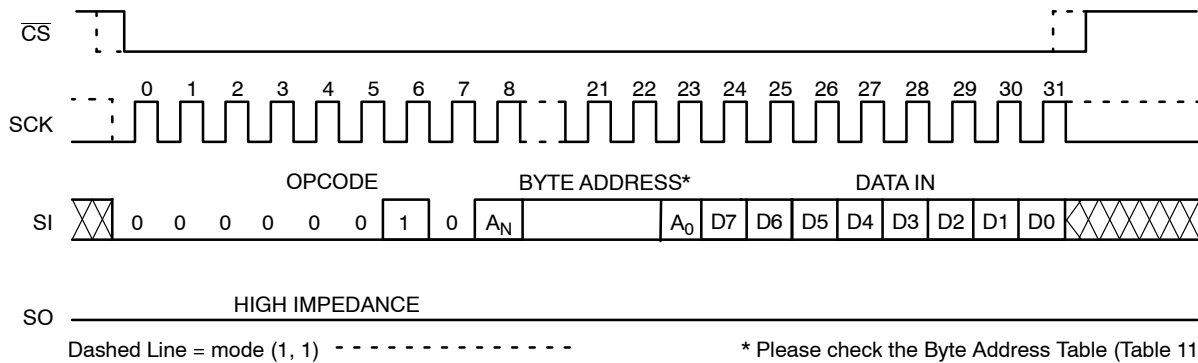 CS
0 1 2 3 4 5 6 7 8 21 22 23 24 25 26 27 28 29 30 31
SCK
OPCODE BYTE ADDRESS* DATA IN
SI 0 0 0 0 0 0 1 0 AN A0 D7 D6 D5 D4 D3 D2 D1 D0
HIGH IMPEDANCE
SO
Dashed Line = mode (1, 1) * Please check the Byte Address Table (Table 11